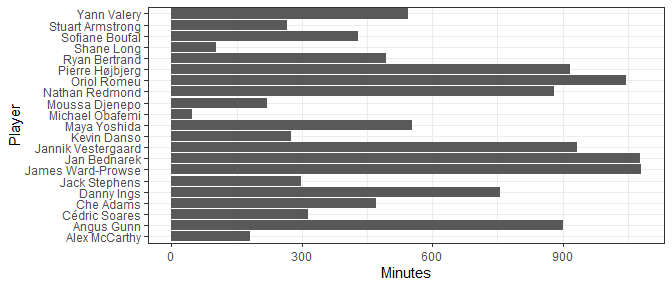 Player
Yann Valery
Stuart Armstrong
Sofiane Boufal
Shane Long
Ryan Bertrand
Pierre Højbjerg
Oriol Romeu
Nathan Redmond
Moussa Djenepo
Michael Obafemi
Maya Yoshida
Kevin Danso
Jannik Vestergaard
Jan Bednarek
James Ward-Prowse
Jack Stephens
Danny Ings
Che Adams
Cédric Soares
Angus Gunn
Alex McCarthy
0 300 600 900
Minutes